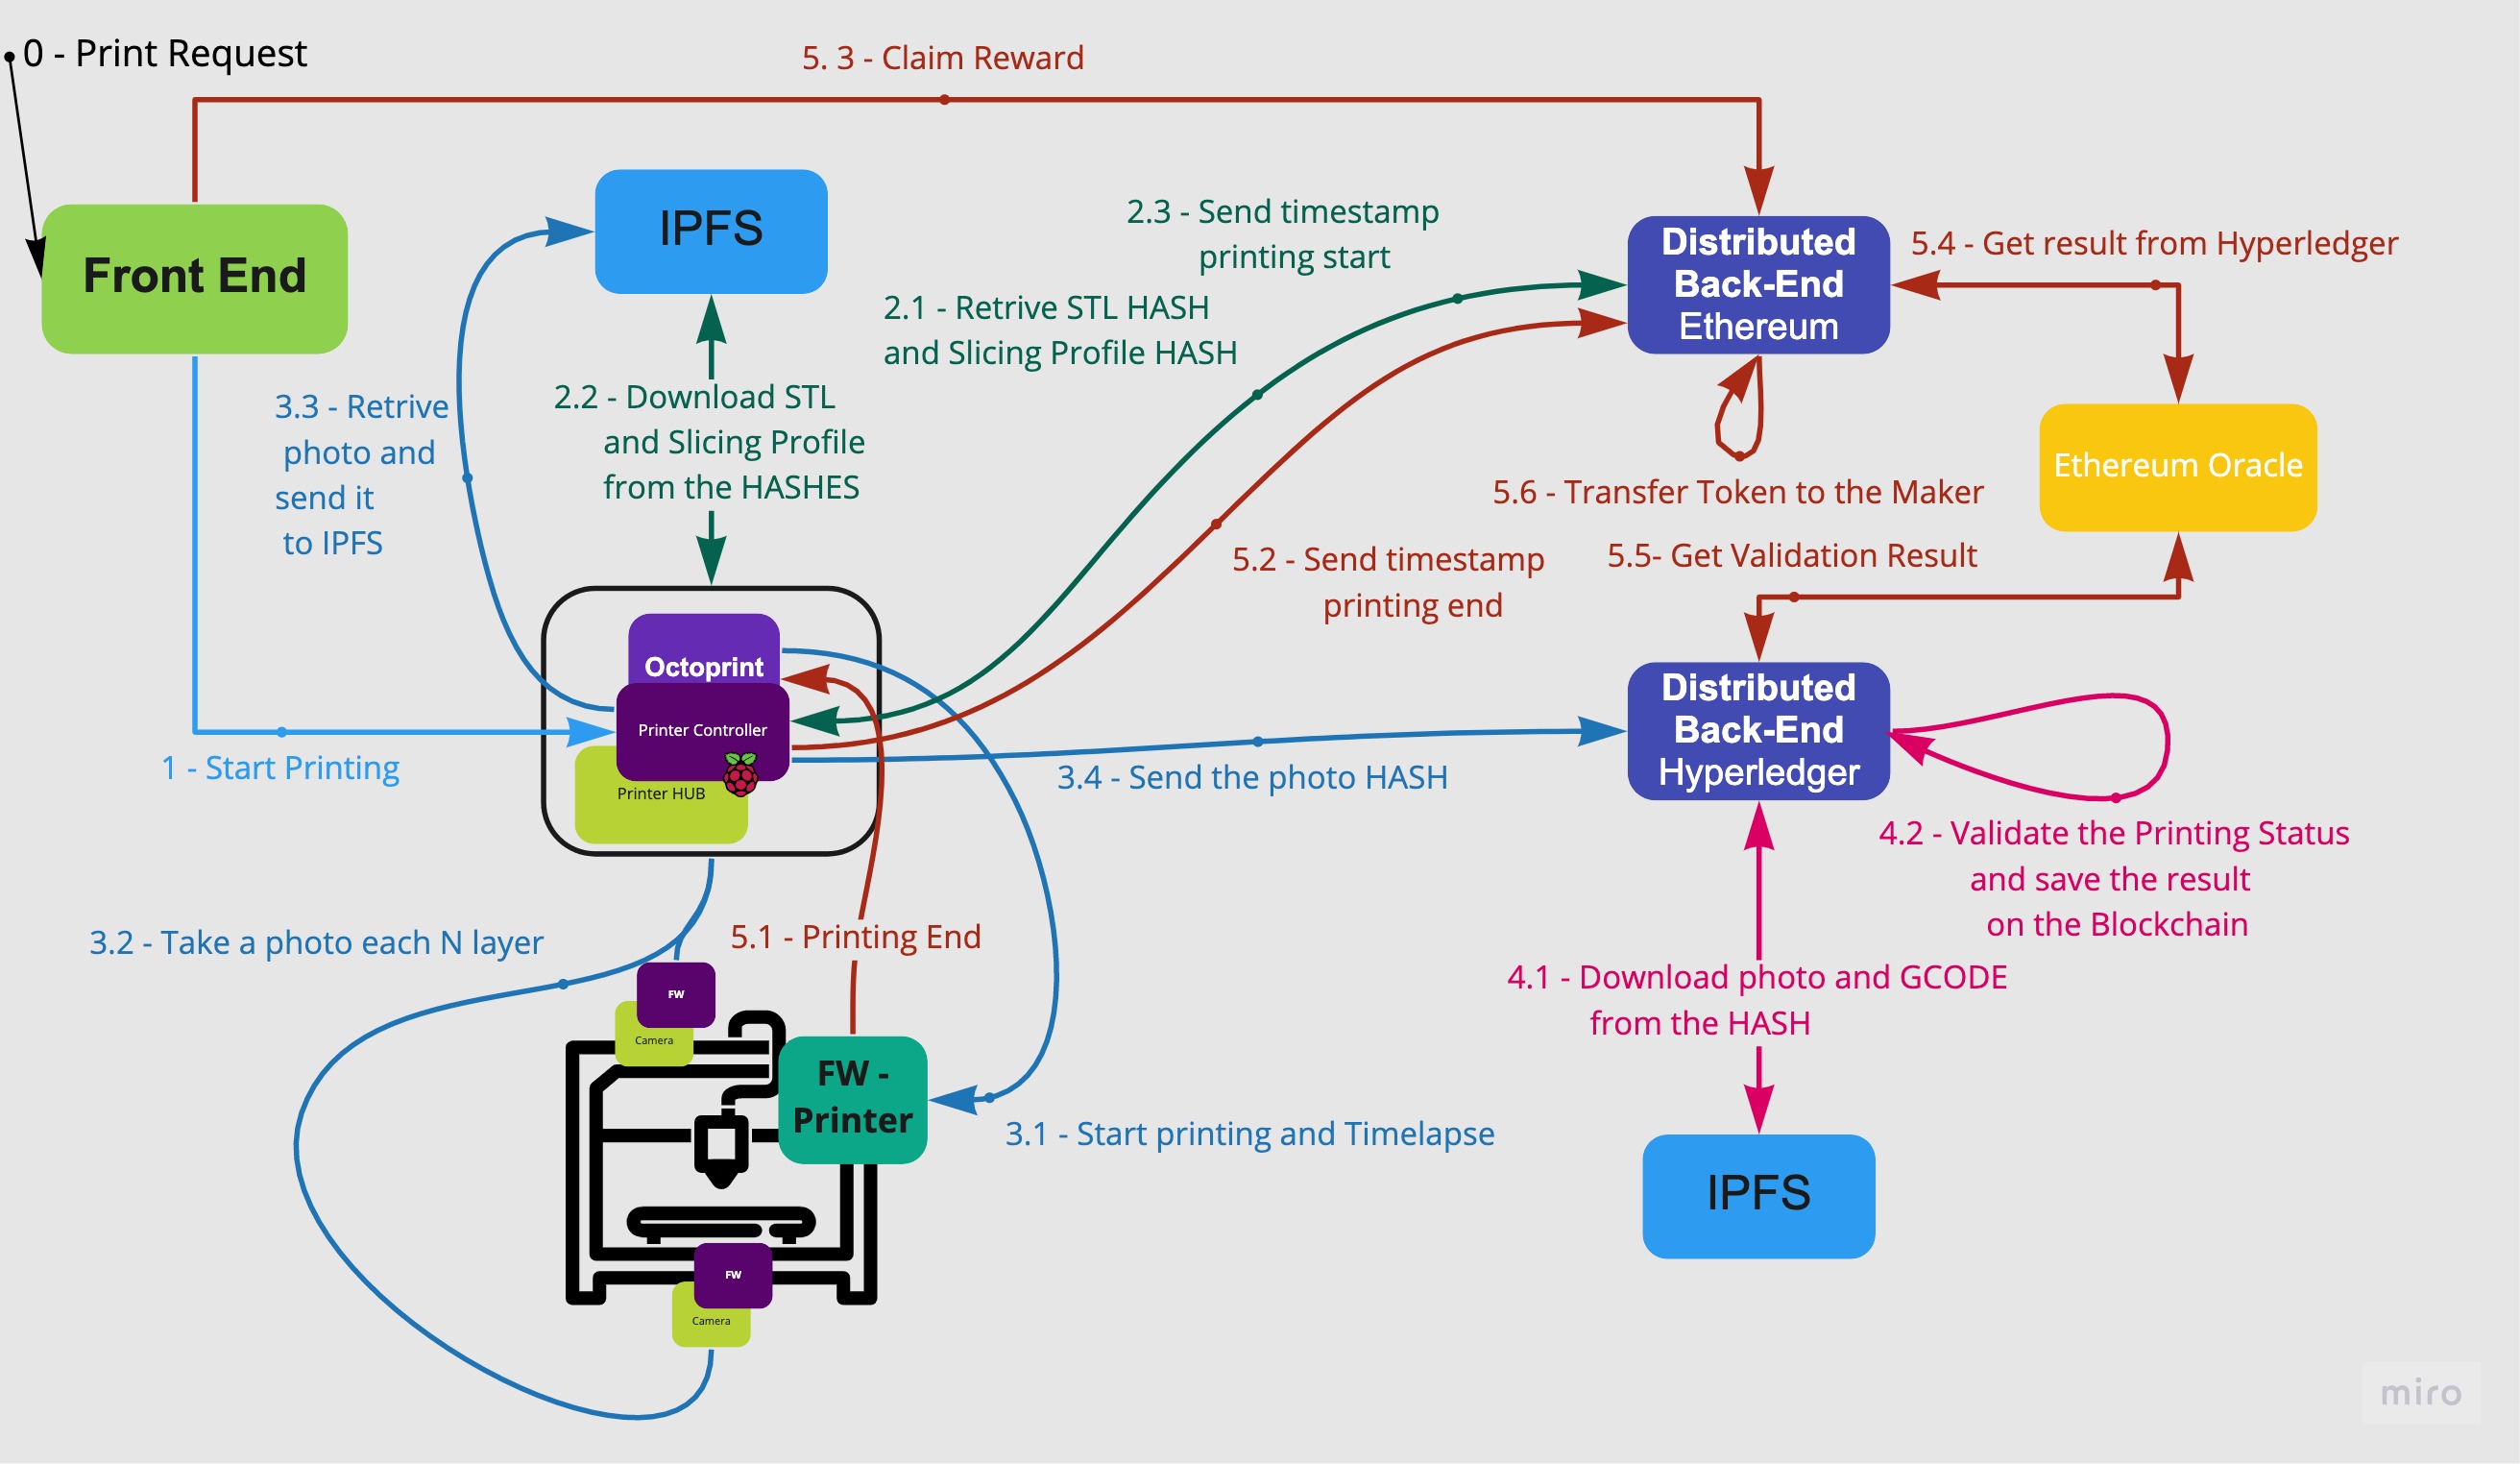 0 - Print Request
5. 3 - Claim Reward
Front End
IPFS
2.3 - Send timestamp
printing start
Distributed
Back-End
Ethereum
5.4 - Get result from Hyperledger
2.1 - Retrive STL HASH
and Slicing Profile HASH
3.3 - Retrive
photo and
send it
to IPFS
2.2 - Download STL
and Slicing Profile
from the HASHES
Ethereum Oracle
5.6 - Transfer Token to the Maker
5.2 - Send timestamp
printing end
5.5- Get Validation Result
Octoprint
Printer Controller
Printer HUB
1 - Start Printing
3.4 - Send the photo HASH
Distributed
Back-End
Hyperledger
4.2 - Validate the Printing Status
and save the result
on the Blockchain
3.2 - Take a photo each N layer
5.1 - Printing End
4.1 - Download photo and GCODE
from the HASH
FW
Camera
FW -
Printer
3.1 - Start printing and Timelapse
IPFS
FW
Camera
miro